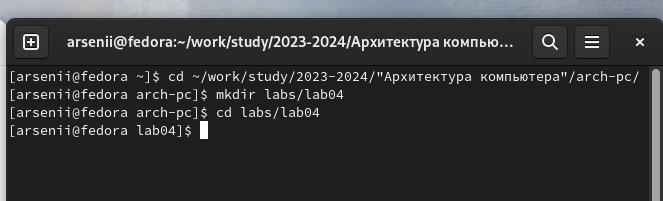 arsenii@fedora:~/work/study/2023-2024/Архитектура компью...
[arsenii@fedora ~]$ cd ~/work/study/2023-2024/"Архитектура компьютера"/arch-pc/
[arsenii@fedora arch-pc]$ mkdir labs/lab04
[arsenii@fedora arch-pc]$ cd labs/lab04
[arsenii@fedora lab04]$